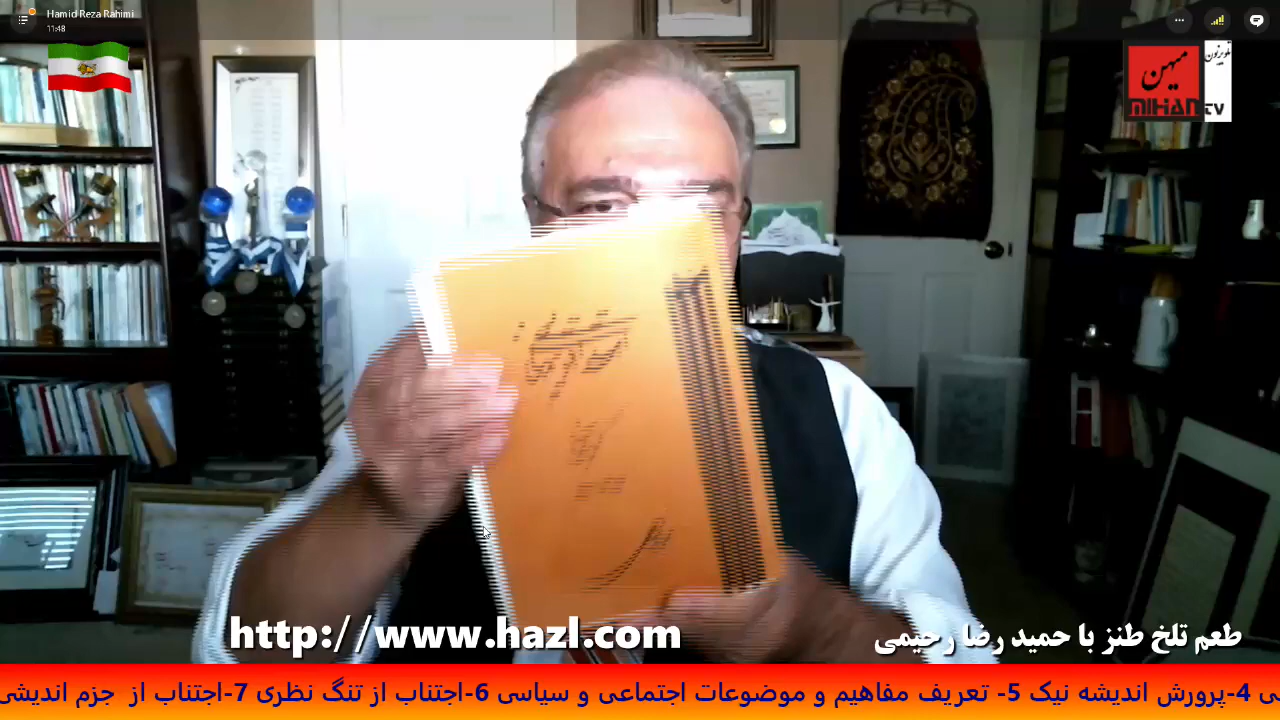 Hamid Reza Rahimi
11:48
میهن
تلویزیون
MIHAN tv
http://www.hazl.com
طعم تلخ طنز با حمید رضا رحیمی
4-پرورش اندیشه نیک 5- تعریف مفاهیم و موضوعات اجتماعی و سیاسی 6-اجتناب از تنگ نظری 7-اجتناب از جزم اندیشی